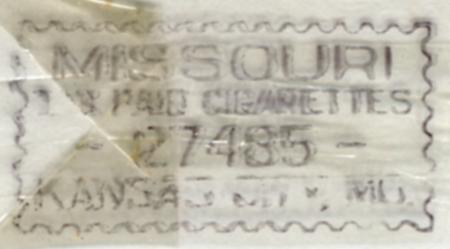 MISSOURI
PAID CIGARETTES
- 27485 -
KANSAS CITY, MO.